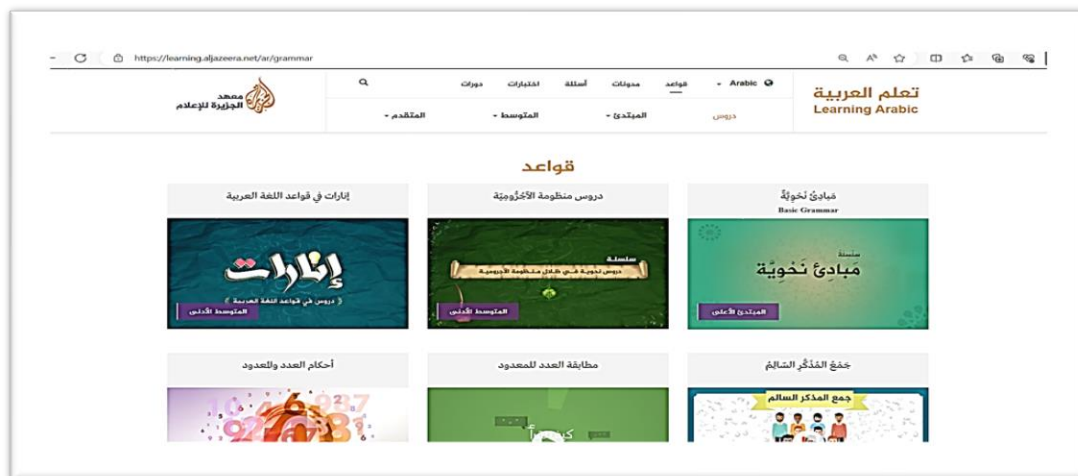 https://learning.aljazeera.net/ar/grammar
تعلم العربية
Learning Arabic
Arabic
قواعد
مدونات
أسئلة
اختبارات
دورات
دروس
المبتدئ
المتوسط
المتقدم
معهد
الجزيرة للإعلام
قواعد
مَبادِئُ نَحْوِيَّةٌ
Basic Grammar
سلسلة
مَبادِئُ نَحْوِيَّة
المبتدئ الأعلى
دروس منظومة الآجُرُّومِيّة
سلسلة
دروس نحوية في ظلال منظومة الآجرومية
المتوسط الأدنى
إنارات في قواعد اللغة العربية
إنارات
دروس في قواعد اللغة العربية
المتوسط الأدنى
جَمْعُ المُذَكَّرِ السّالِمُ
جمع المذكر السالم
مطابقة العدد للمعدود
أحكام العدد والمعدود